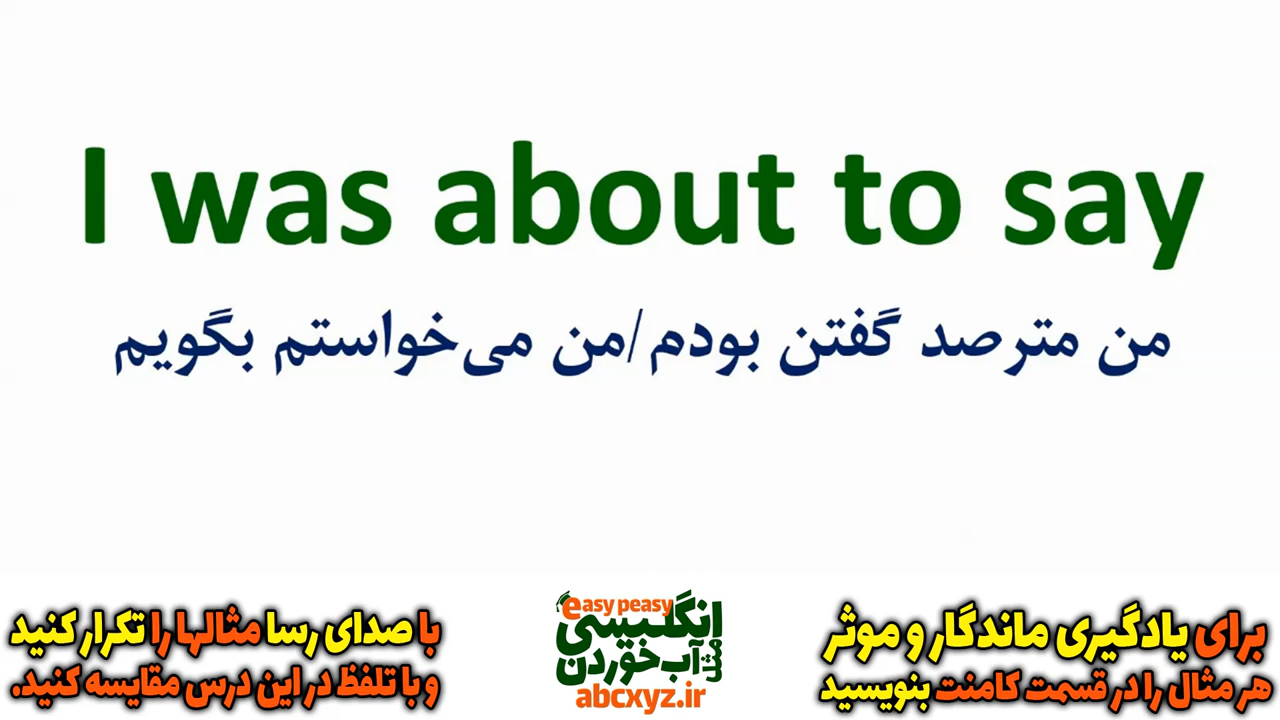 I was about to say
من مترصد گفتن بودم/من می‌خواستم بگویم
برای یادگیری ماندگار و موثر
هر مثال را در قسمت کامنت بنویسید
easy peasy
انگلیسی
مثل آب خوردن
abcxyz.ir
با صدای رسا مثالها را تکرار کنید
و با تلفظ در این درس مقایسه کنید.